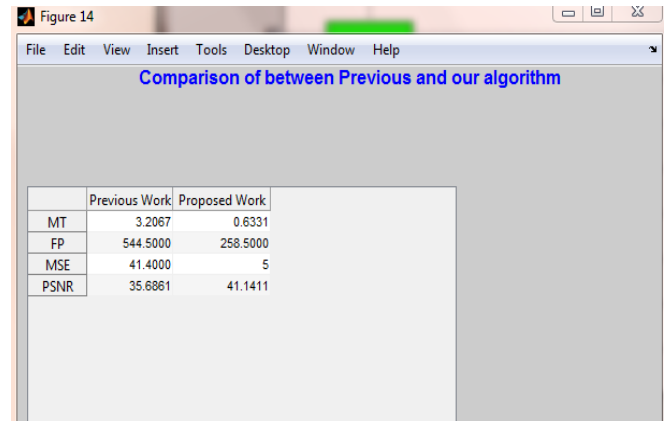 Figure 14
File Edit View Insert Tools Desktop Window Help
Comparison of between Previous and our algorithm
Previous Work Proposed Work
MT 3.2067 0.6331
FP 544.5000 258.5000
MSE 41.4000 5
PSNR 35.6861 41.1411